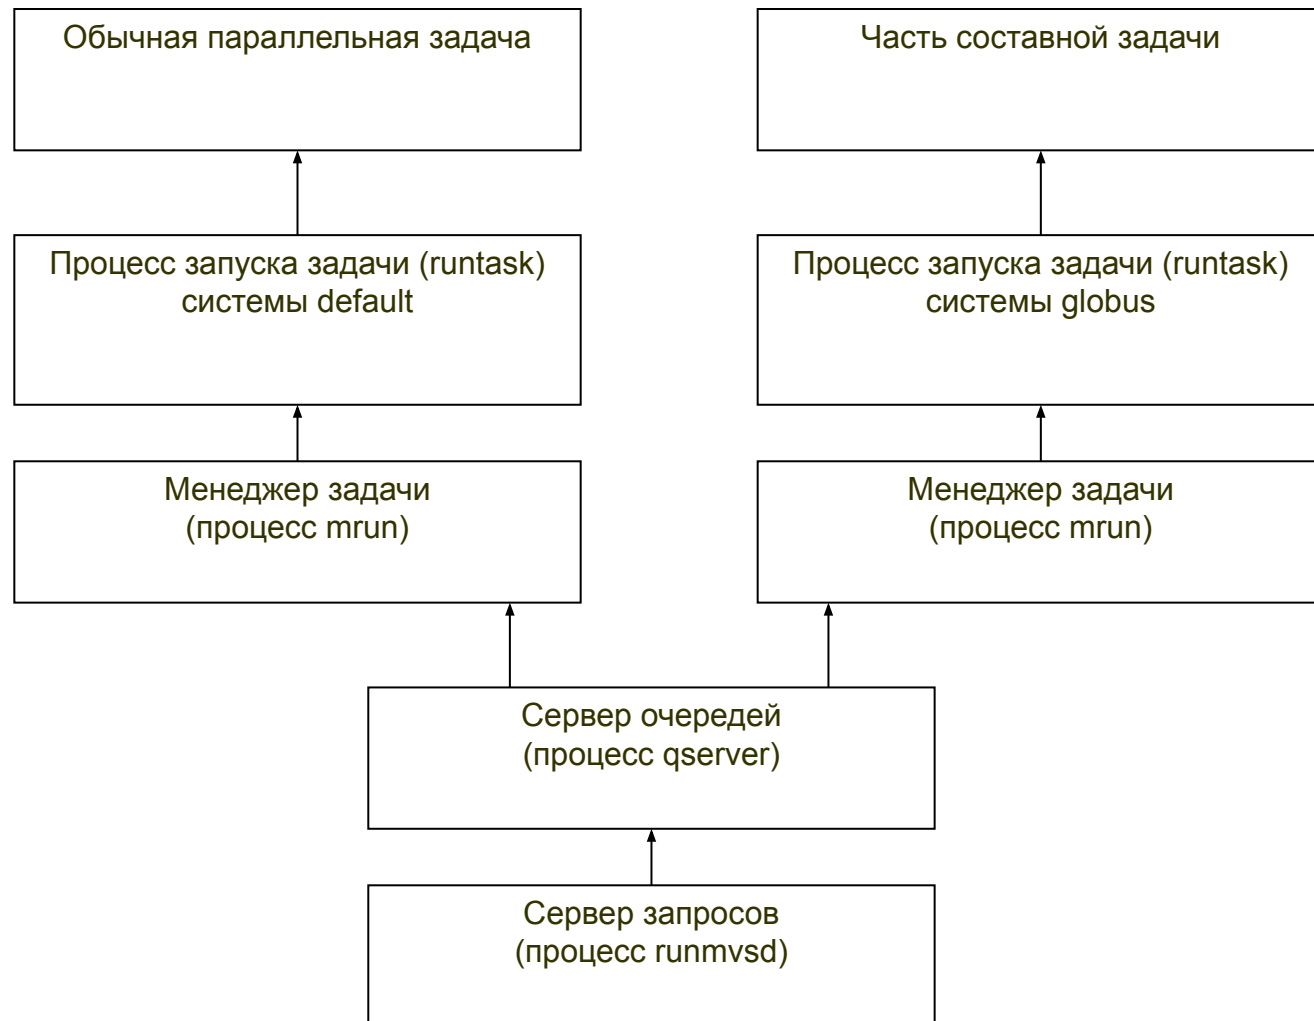 Обычная параллельная задача
Часть составной задачи
Процесс запуска задачи (runtask)
системы default
Процесс запуска задачи (runtask)
системы globus
Менеджер задачи
(процесс mrun)
Менеджер задачи
(процесс mrun)
Сервер очередей
(процесс qserver)
Сервер запросов
(процесс runmvsd)